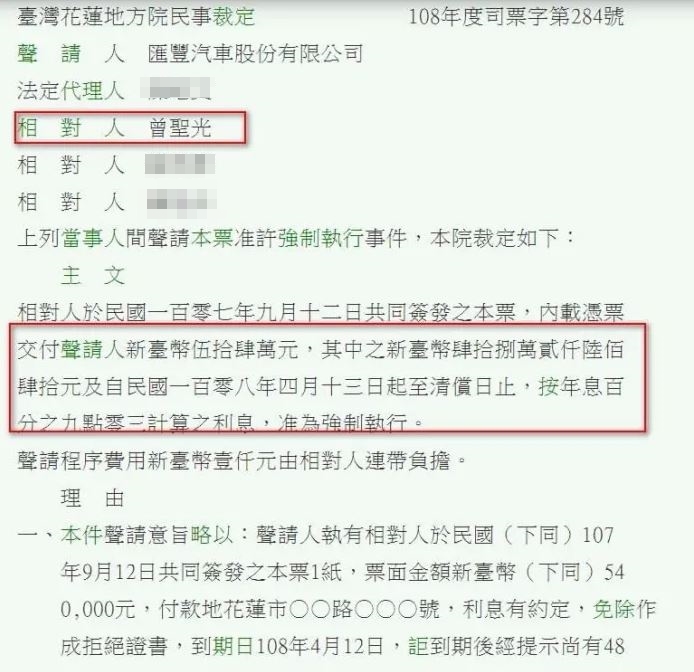 臺灣花蓮地方院民事裁定 108年度司票字第284號
聲 請 人 匯豐汽車股份有限公司
法定代理人
相 對 人 曾聖光
相 對 人
相 對 人
上列當事人間聲請本票准許強制執行事件，本院裁定如下：
主 文
相對人於民國一百零七年九月十二日共同簽發之本票，內載憑票
交付聲請人新臺幣伍拾肆萬元，其中之新臺幣肆拾捌萬貳仟陸佰
肆拾元及自民國一百零八年四月十三日起至清償日止，按年息百
分之九點零三計算之利息，准為強制執行。
聲請程序費用新臺幣壹仟元由相對人連帶負擔。
理 由
一、本件聲請意旨略以：聲請人執有相對人於民國（下同）107
年9月12日共同簽發之本票1紙，票面金額新臺幣（下同）54
0,000元，付款地花蓮市○○路○○○號，利息有約定，免除作
成拒絕證書，到期日108年4月12日，詎到期後經提示尚有48